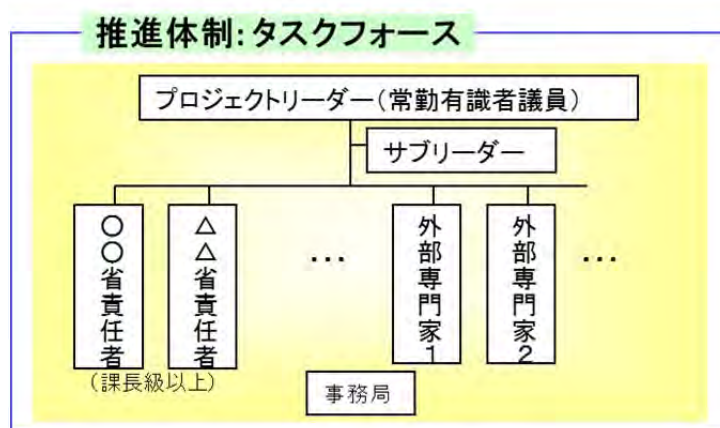 推進体制:タスクフォース
プロジェクトリーダー(常勤有識者議員)
サブリーダー
〇〇省責任者
△△省責任者
…
外部専門家1
外部専門家2
…
(課長級以上)
事務局